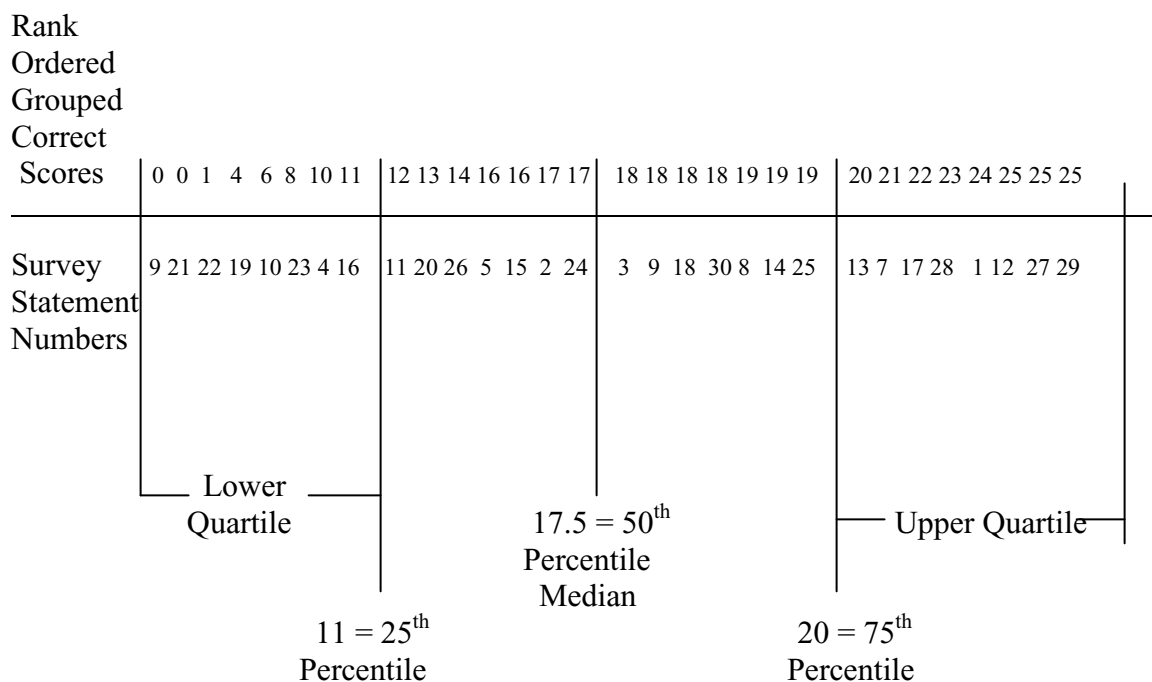 Rank
Ordered
Grouped
Correct
Scores 0 0 1 4 6 8 10 11 12 13 14 16 16 17 17 18 18 18 18 19 19 19 20 21 22 23 24 25 25 25
Survey 9 21 22 19 10 23 4 16 11 20 26 5 15 2 24 3 9 18 30 8 14 25 13 7 17 28 1 12 27 29
Statement
Numbers
Lower
Quartile
17.5 = 50th
Percentile
Median
Upper Quartile
11 = 25th
Percentile
20 = 75th
Percentile